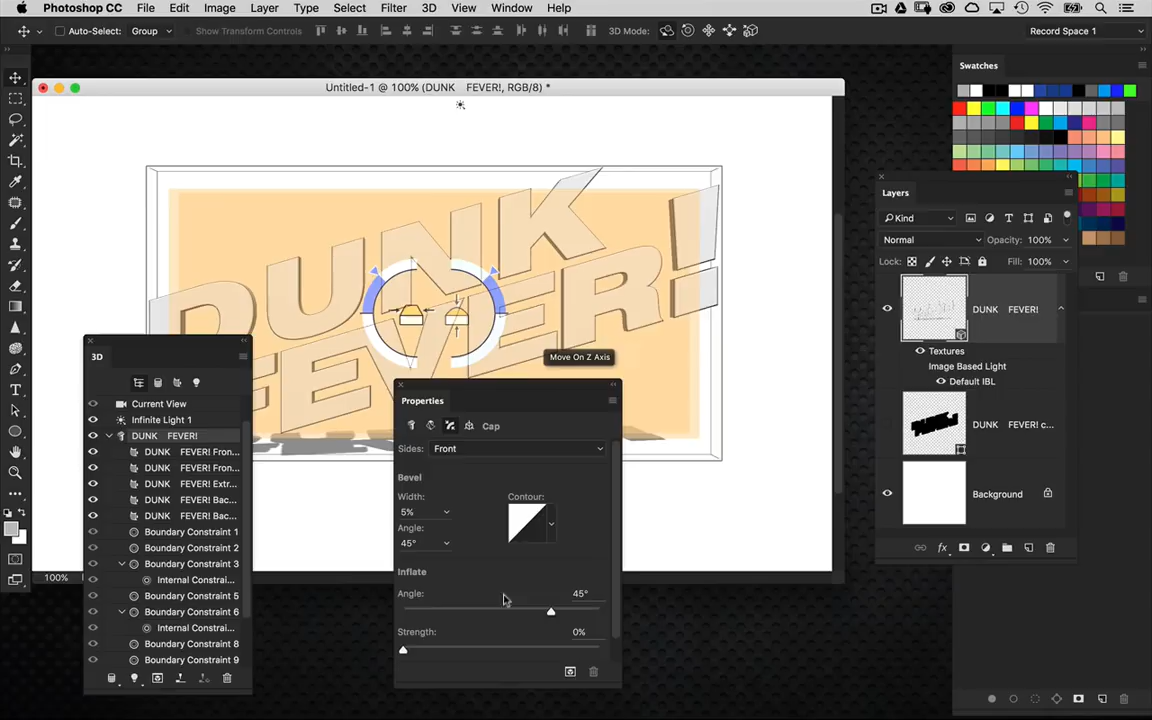 Photoshop CC File Edit Image Layer Type Select Filter 3D View Window Help
Auto-Select: Group Show Transform Controls 3D Mode: Record Space 1
Untitled-1 @ 100% (DUNK    FEVER!, RGB/8) *
Swatches
DUNK
FEVER!
Move On Z Axis
100%
3D
Current View
Infinite Light 1
DUNK    FEVER!
DUNK    FEVER! Fron...
DUNK    FEVER! Fron...
DUNK    FEVER! Extr...
DUNK    FEVER! Bac...
DUNK    FEVER! Bac...
Boundary Constraint 1
Boundary Constraint 2
Boundary Constraint 3
Internal Constrai...
Boundary Constraint 5
Boundary Constraint 6
Internal Constrai...
Boundary Constraint 8
Boundary Constraint 9
Properties
Cap
Sides: Front
Bevel
Width: Contour:
5%
Angle:
45°
Inflate
Angle: 45°
Strength: 0%
Layers
Kind
Normal Opacity: 100%
Lock: Fill: 100%
DUNK    FEVER!
Textures
Image Based Light
Default IBL
DUNK    FEVER! c...
Background